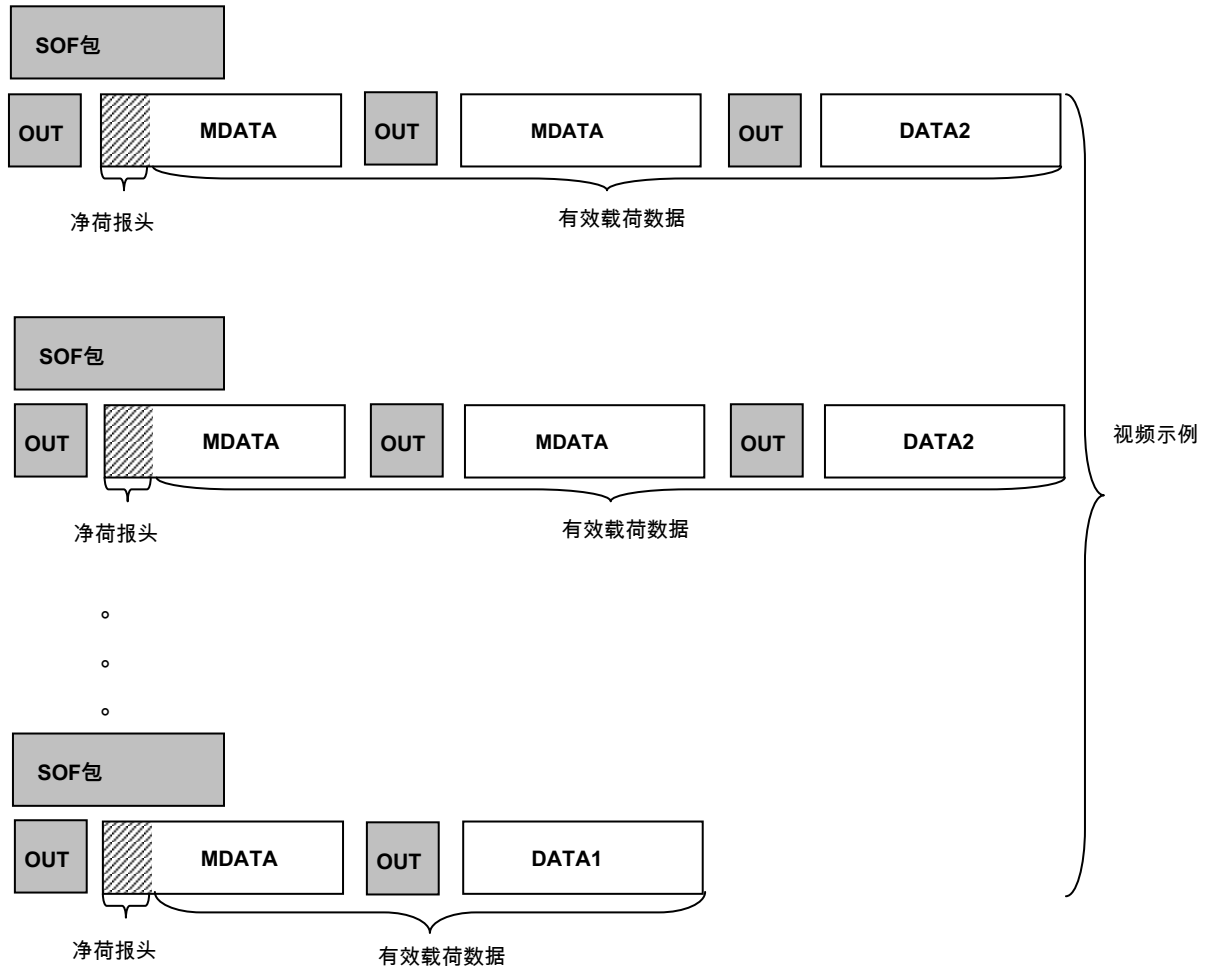 SOF包
OUT MDATA OUT MDATA OUT DATA2
净荷报头 有效载荷数据
SOF包
OUT MDATA OUT MDATA OUT DATA2
视频示例
净荷报头 有效载荷数据
。
。
。
SOF包
OUT MDATA OUT DATA1
净荷报头 有效载荷数据